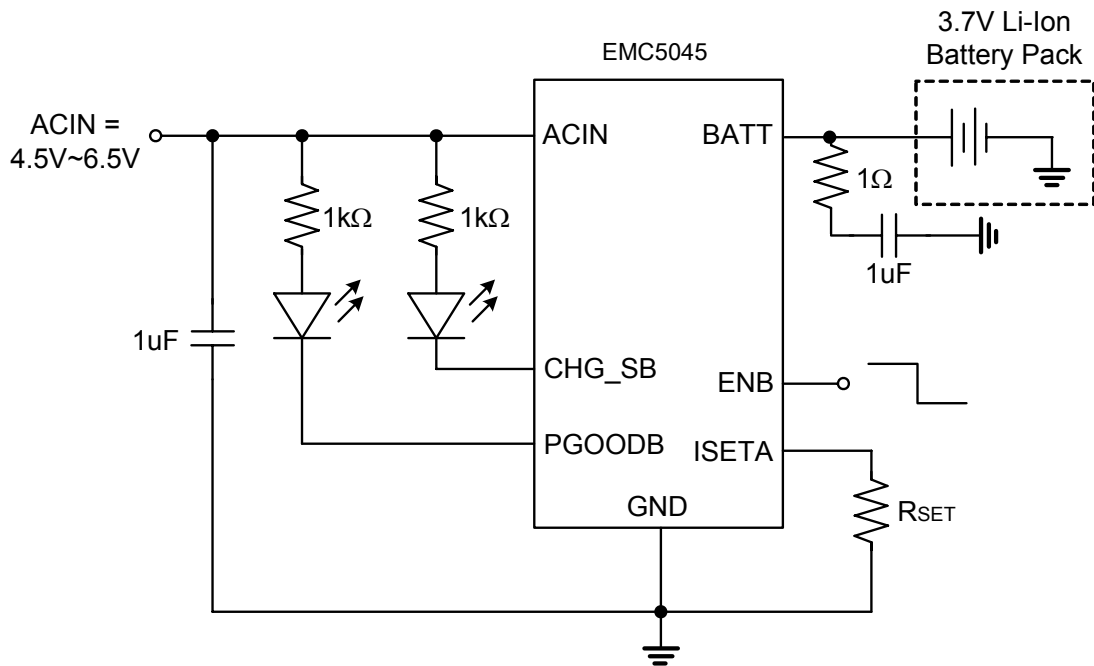 3.7V Li-Ion
Battery Pack
EMC5045
ACIN =
4.5V~6.5V
ACIN
BATT
1kΩ
1kΩ
1Ω
1uF
1uF
CHG_SB
ENB
PGOODB
ISETA
GND
RSET